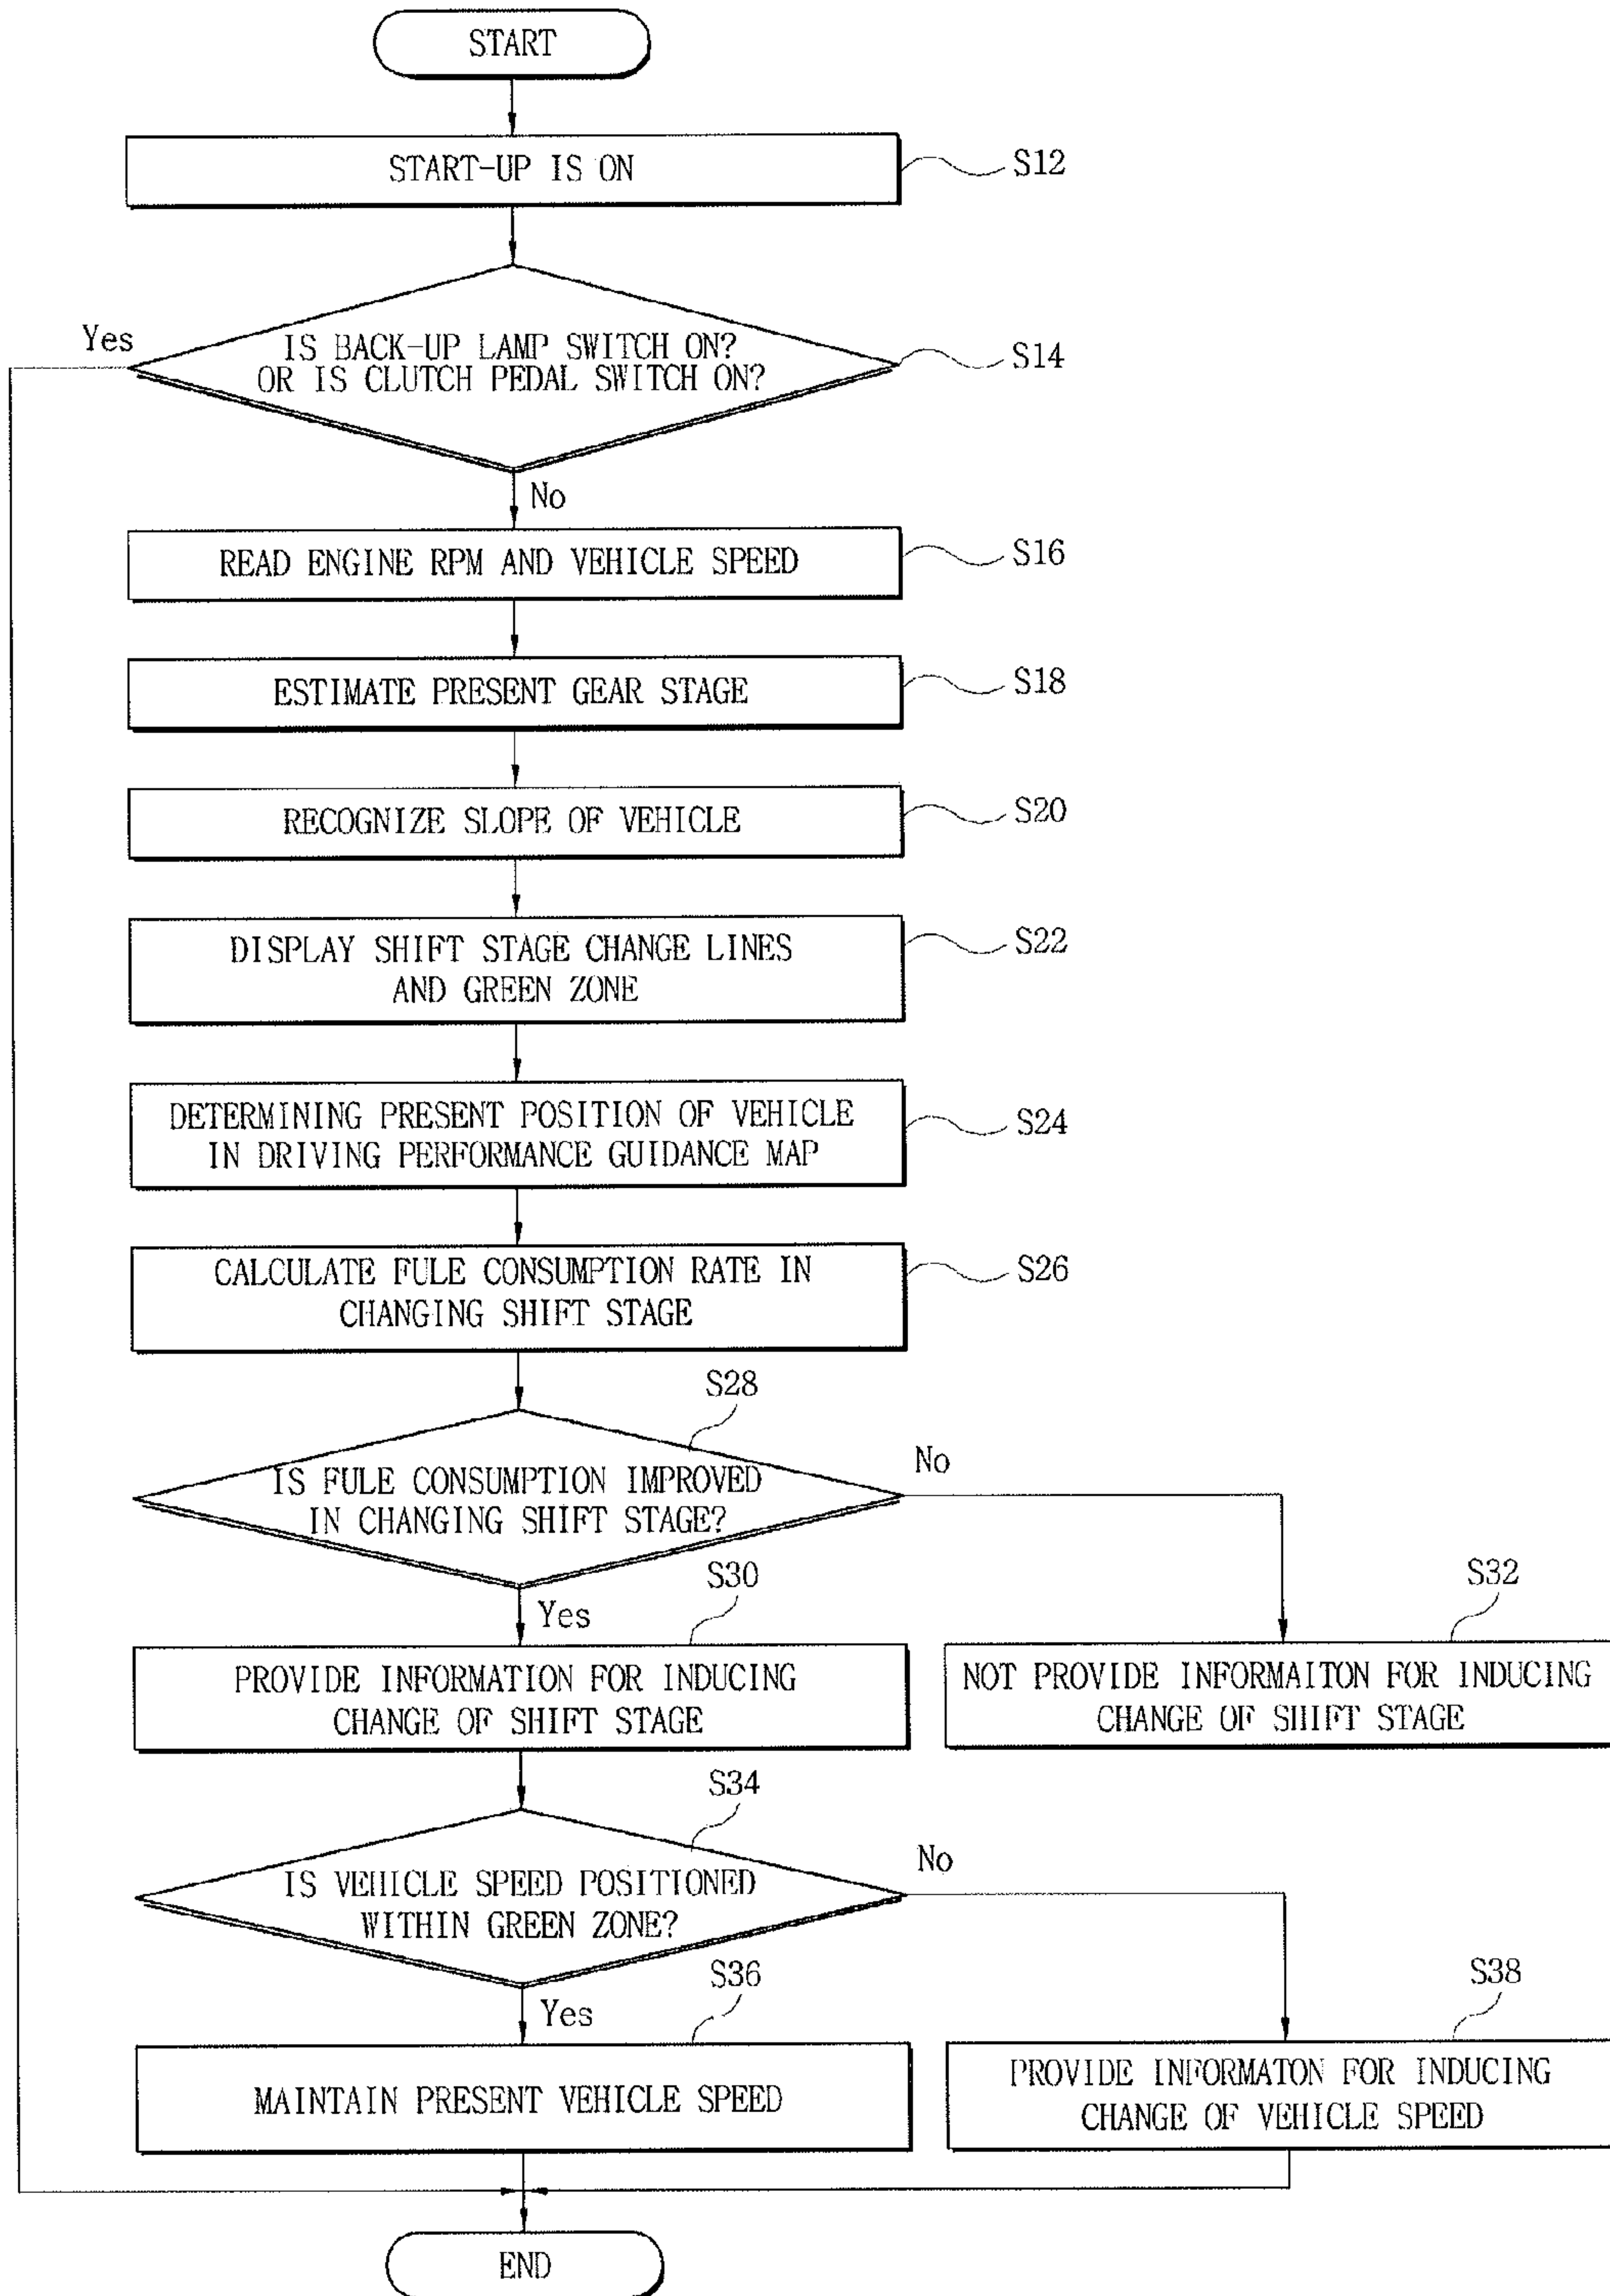 START
START-UP IS ON
S12
Yes
IS BACK-UP LAMP SWITCH ON?
OR IS CLUTCH PEDAL SWITCH ON?
S14
No
READ ENGINE RPM AND VEHICLE SPEED
S16
ESTIMATE PRESENT GEAR STAGE
S18
RECOGNIZE SLOPE OF VEHICLE
S20
DISPLAY SHIFT STAGE CHANGE LINES
AND GREEN ZONE
S22
DETERMINING PRESENT POSITION OF VEHICLE
IN DRIVING PERFORMANCE GUIDANCE MAP
S24
CALCULATE FULE CONSUMPTION RATE IN
CHANGING SHIFT STAGE
S26
S28
IS FULE CONSUMPTION IMPROVED
IN CHANGING SHIFT STAGE?
No
Yes
S30
PROVIDE INFORMATION FOR INDUCING
CHANGE OF SHIFT STAGE
S32
NOT PROVIDE INFORMAITON FOR INDUCING
CHANGE OF SHIFT STAGE
S34
IS VEHICLE SPEED POSITIONED
WITHIN GREEN ZONE?
No
Yes
S36
MAINTAIN PRESENT VEHICLE SPEED
S38
PROVIDE INFORMATON FOR INDUCING
CHANGE OF VEHICLE SPEED
END